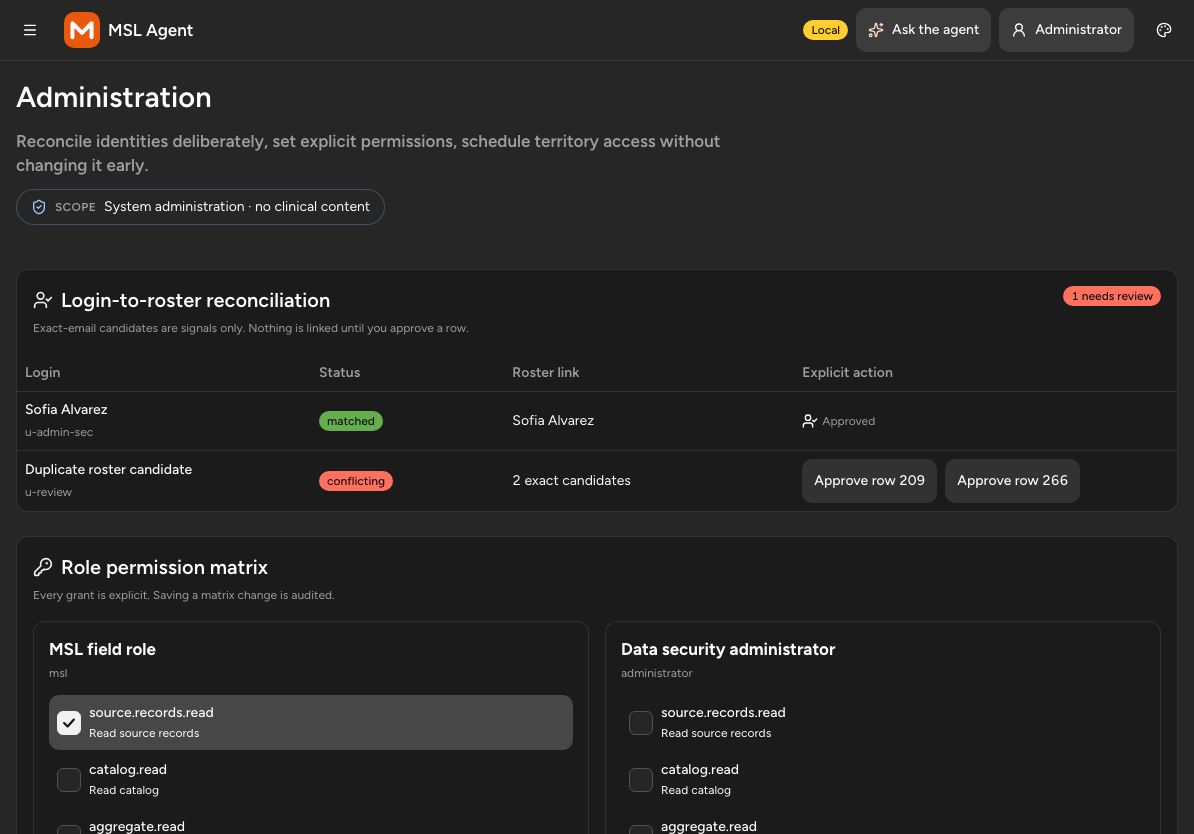 MSL Agent
Local
Ask the agent
Administrator
Administration
Reconcile identities deliberately, set explicit permissions, schedule territory access without
changing it early.
SCOPE System administration · no clinical content
Login-to-roster reconciliation
1 needs review
Exact-email candidates are signals only. Nothing is linked until you approve a row.
Login Status Roster link Explicit action
Sofia Alvarez
u-admin-sec
matched
Sofia Alvarez
Approved
Duplicate roster candidate
u-review
conflicting
2 exact candidates
Approve row 209
Approve row 266
Role permission matrix
Every grant is explicit. Saving a matrix change is audited.
MSL field role
msl
source.records.read
Read source records
catalog.read
Read catalog
aggregate.read
Data security administrator
administrator
source.records.read
Read source records
catalog.read
Read catalog
aggregate.read